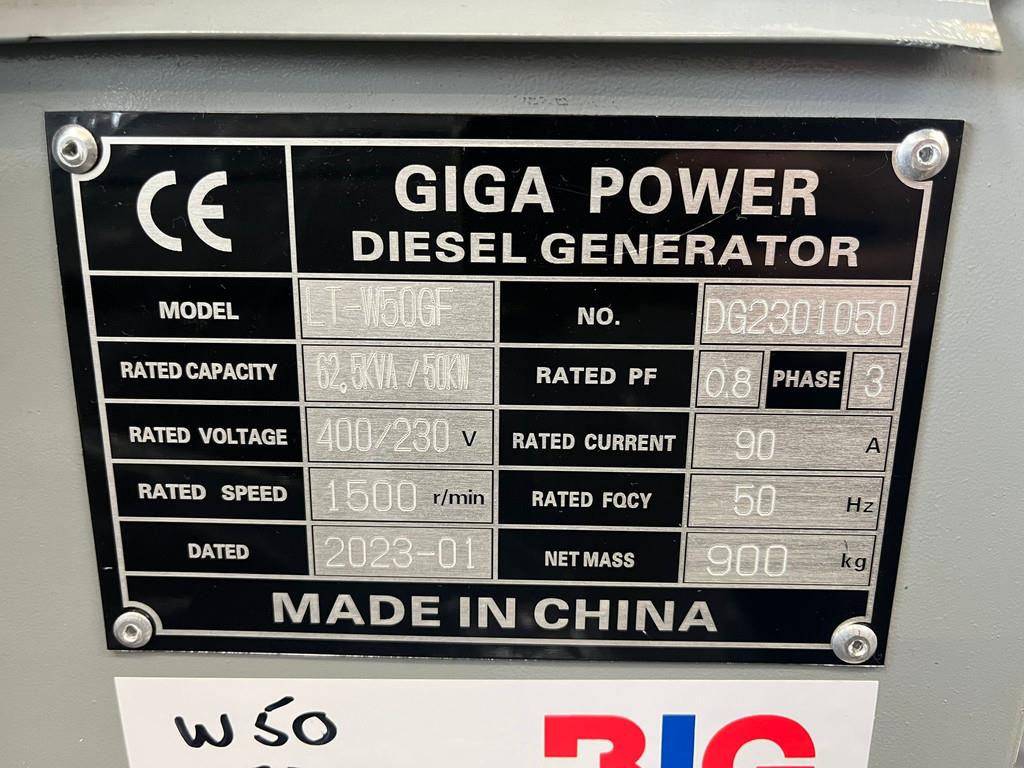 CE
GIGA POWER
DIESEL GENERATOR
MODEL LT-W50GF NO. DG2301050
RATED CAPACITY 62,5KVA/50KW RATED PF 0.8 PHASE 3
RATED VOLTAGE 400/230 V RATED CURRENT 90 A
RATED SPEED 1500 r/min RATED FQCY 50 Hz
DATED 2023-01 NET MASS 900 kg
MADE IN CHINA
W50
BIG